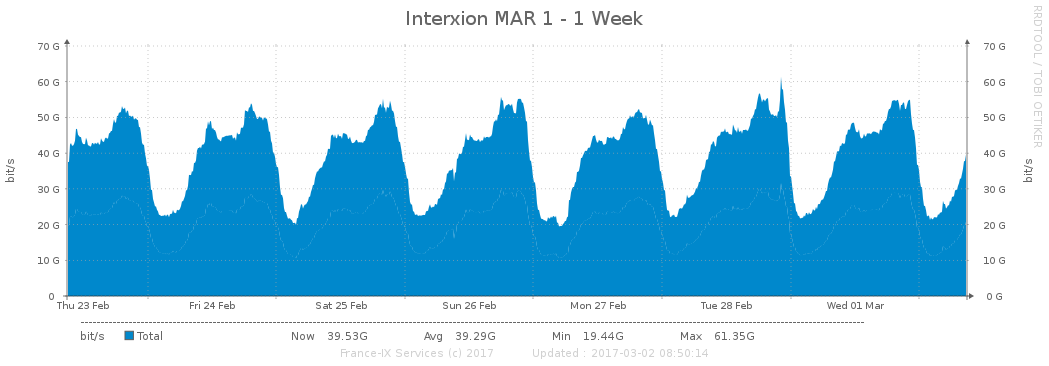 Interxion MAR 1 - 1 Week
RRDTOOL / TOBI OETIKER
bit/s
70 G 70 G
60 G 60 G
50 G 50 G
40 G 40 G
30 G 30 G
20 G 20 G
10 G 10 G
0 0 G
bit/s
Thu 23 Feb Fri 24 Feb Sat 25 Feb Sun 26 Feb Mon 27 Feb Tue 28 Feb Wed 01 Mar
bit/s Total Now 39.53G Avg 39.29G Min 19.44G Max 61.35G
France-IX Services (c) 2017 Updated : 2017-03-02 08:50:14